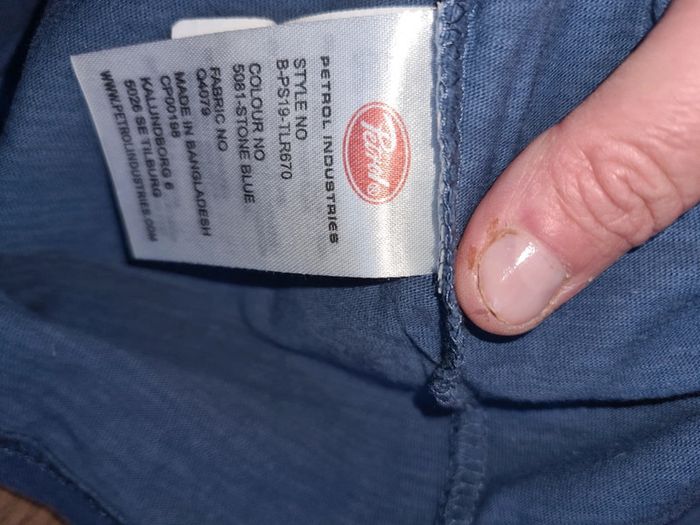 Petrol
PETROL INDUSTRIES
STYLE NO
B-PS19-TLR670
COLOUR NO
5081-STONE BLUE
FABRIC NO
Q4079
MADE IN BANGLADESH
CP00198
KALUNDBORG 6
5026 SE TILBURG
WWW.PETROLINDUSTRIES.COM